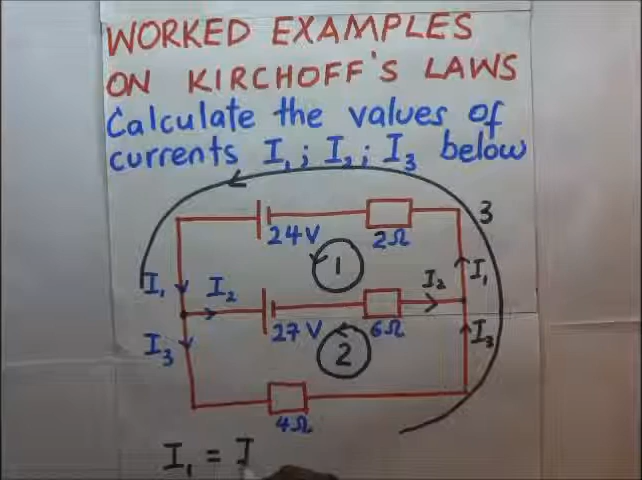 WORKED EXAMPLES
ON KIRCHOFF'S LAWS
Calculate the values of
currents I₁ ; I₂ ; I₃ below
3
24V
2Ω
1
I₁
I₂
I₂
I₁
27V
6Ω
I₃
2
I₃
4Ω
I₁ = I